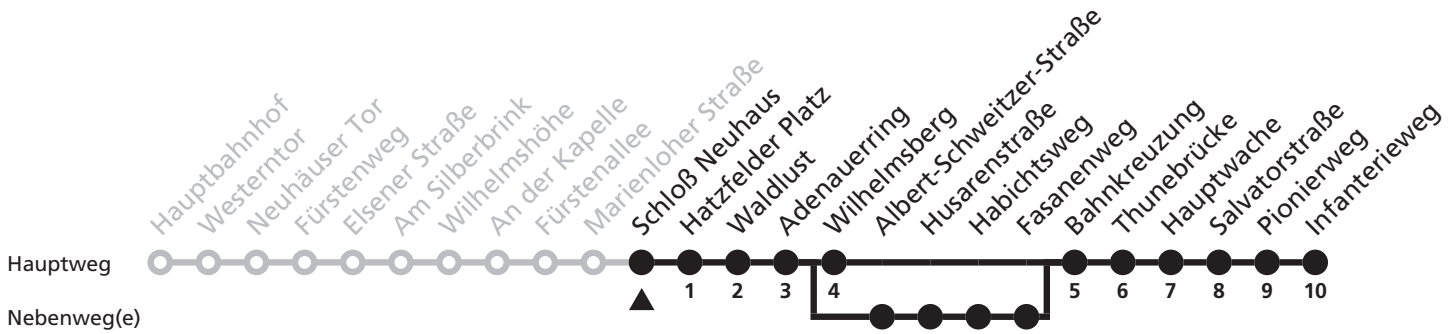 Hauptbahnhof
Westerntor
Neuhäuser Tor
Fürstenweg
Elsener Straße
Am Silberbrink
Wilhelmshöhe
An der Kapelle
Fürstenallee
Marienloher Straße
Schloß Neuhaus
Hatzfelder Platz
Waldlust
Adenauerring
Wilhelmsberg
Albert-Schweitzer-Straße
Husarenstraße
Habichtsweg
Fasanenweg
Bahnkreuzung
Thunebrücke
Hauptwache
Salvatorstraße
Pionierweg
Infanterieweg
Hauptweg
1 2 3 4 5 6 7 8 9 10
Nebenweg(e)